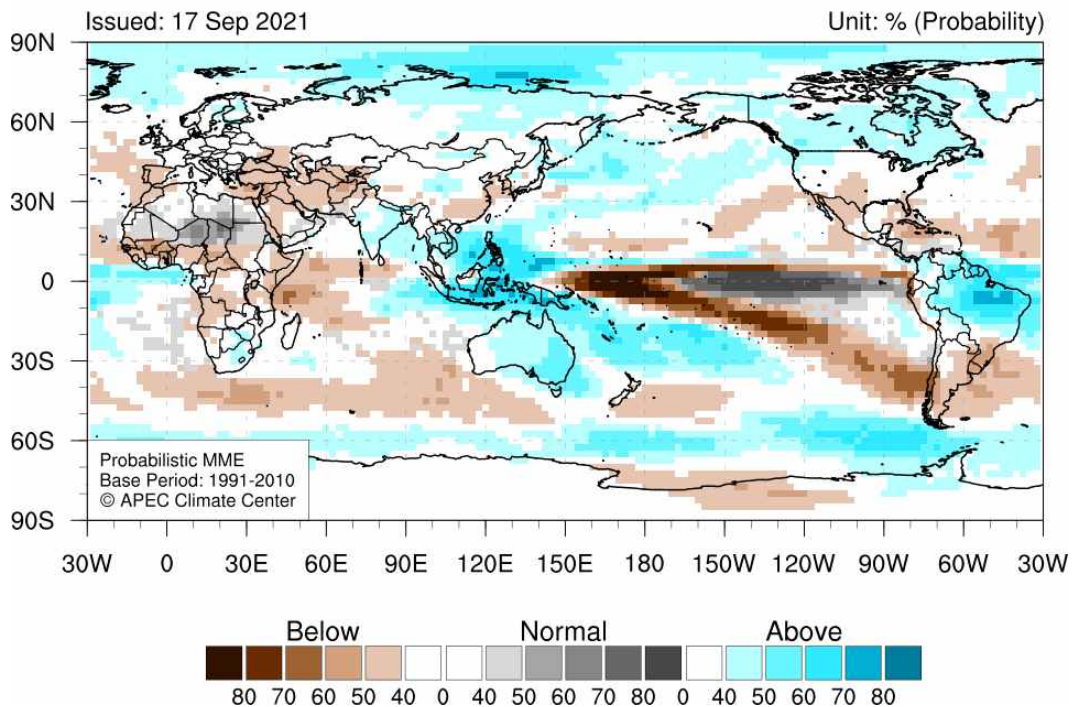 Issued: 17 Sep 2021 Unit: % (Probability)
90N
60N
30N
0
30S
60S
90S
Probabilistic MME
Base Period: 1991-2010
© APEC Climate Center
30W 0 30E 60E 90E 120E 150E 180 150W 120W 90W 60W 30W
Below Normal Above
80 70 60 50 40 0 40 50 60 70 80 0 40 50 60 70 80